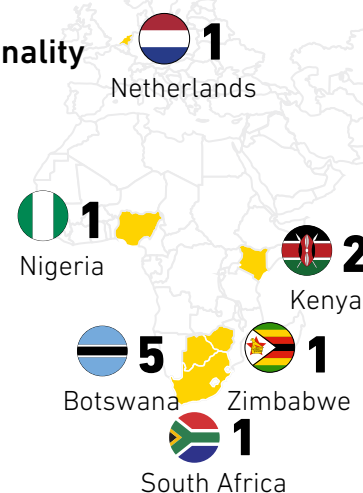 nality
1
Netherlands
1
Nigeria
2
Kenya
5
Botswana
1
Zimbabwe
1
South Africa